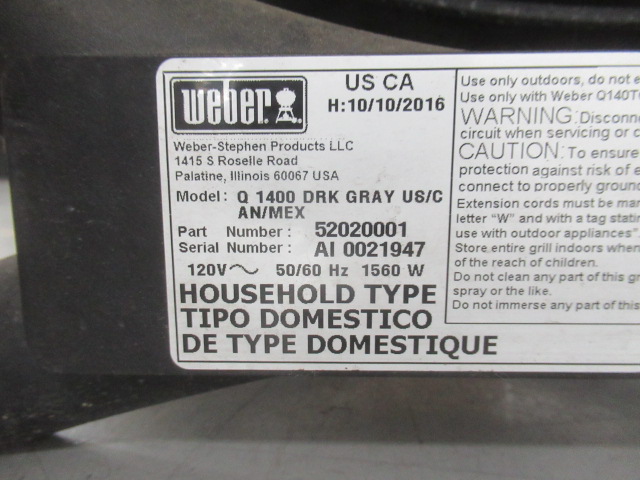 weber
US CA
H:10/10/2016
Weber-Stephen Products LLC
1415 S Roselle Road
Palatine, Illinois 60067 USA
Model: Q 1400 DRK GRAY US/C
AN/MEX
Part Number: 52020001
Serial Number: AI 0021947
120V~ 50/60 Hz 1560 W
HOUSEHOLD TYPE
TIPO DOMESTICO
DE TYPE DOMESTIQUE
Use only outdoors, do not
Use only with Weber
WARNING:
circuit when servicing or
CAUTION: To ensure
protection against risk of
connect to properly
Extension cords must be
letter "W" and with a tag
use with outdoor appliances".
Store entire grill indoors when
of the reach of children.
Do not clean any part of this
spray or the like.
Do not immerse any part of this